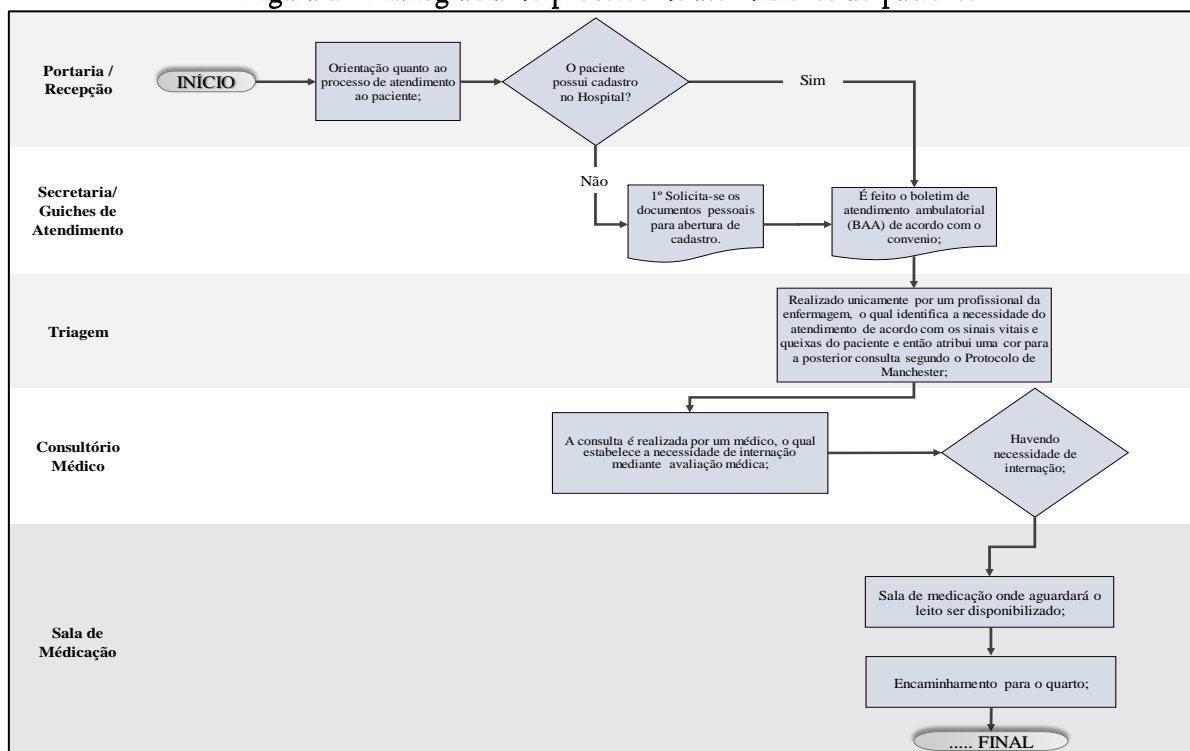 Portaria /
Recepção
INÍCIO
Orientação quanto ao
processo de atendimento
ao paciente;
O paciente
possui cadastro
no Hospital?
Sim
Não
Secretaria/
Guiches de
Atendimento
1º Solicita-se os
documentos pessoais
para abertura de
cadastro.
É feito o boletim de
atendimento ambulatorial
(BAA) de acordo com o
convenio;
Triagem
Realizado unicamente por um profissional da
enfermagem, o qual identifica a necessidade do
atendimento de acordo com os sinais vitais e
queixas do paciente e então atribui uma cor para
a posterior consulta segundo o Protocolo de
Manchester;
Consultório
Médico
A consulta é realizada por um médico, o qual
estabelece a necessidade de internação
mediante avaliação médica;
Havendo
necessidade de
internação;
Sala de
Médicação
Sala de medicação onde aguardará o
leito ser disponibilizado;
Encaminhamento para o quarto;
..... FINAL